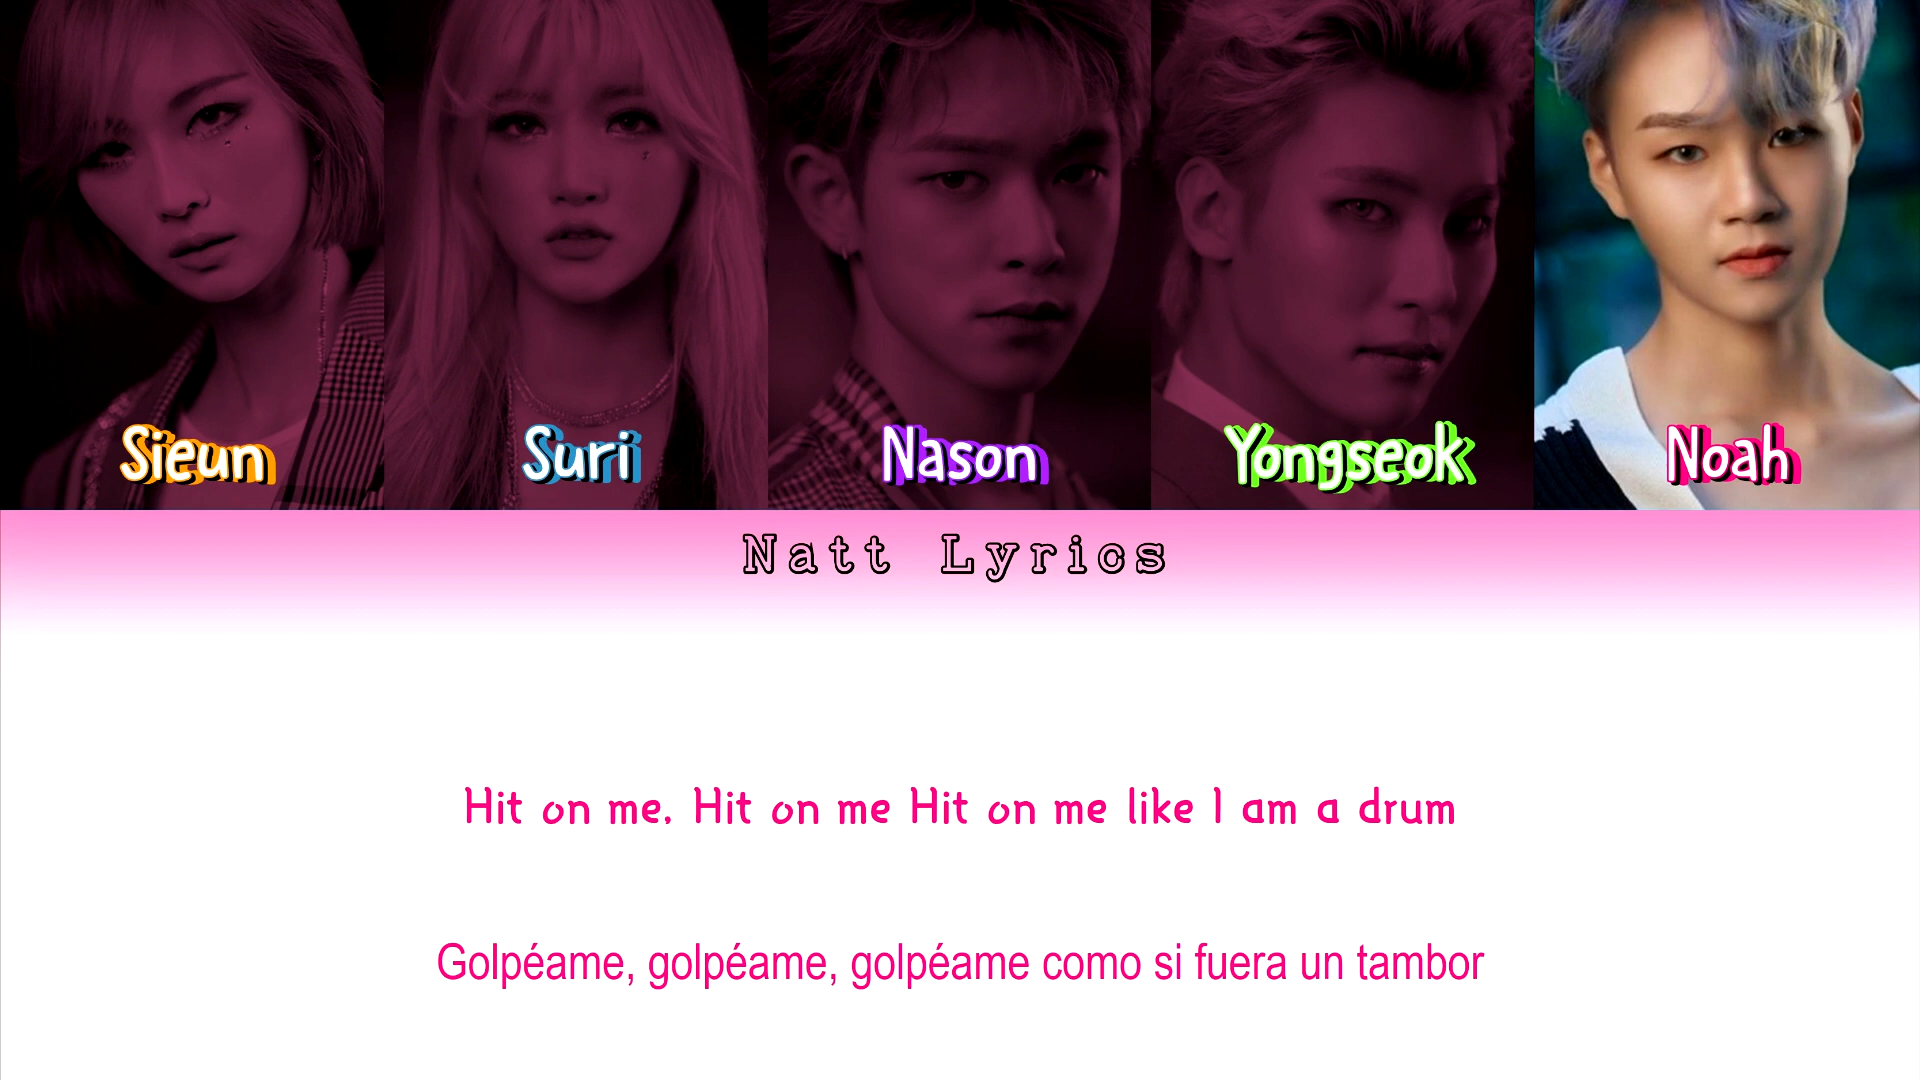 Sieun
Suri
Nason
Yongseok
Noah
Natt Lyrics
Hit on me. Hit on me Hit on me like I am a drum
Golpéame, golpéame, golpéame como si fuera un tambor